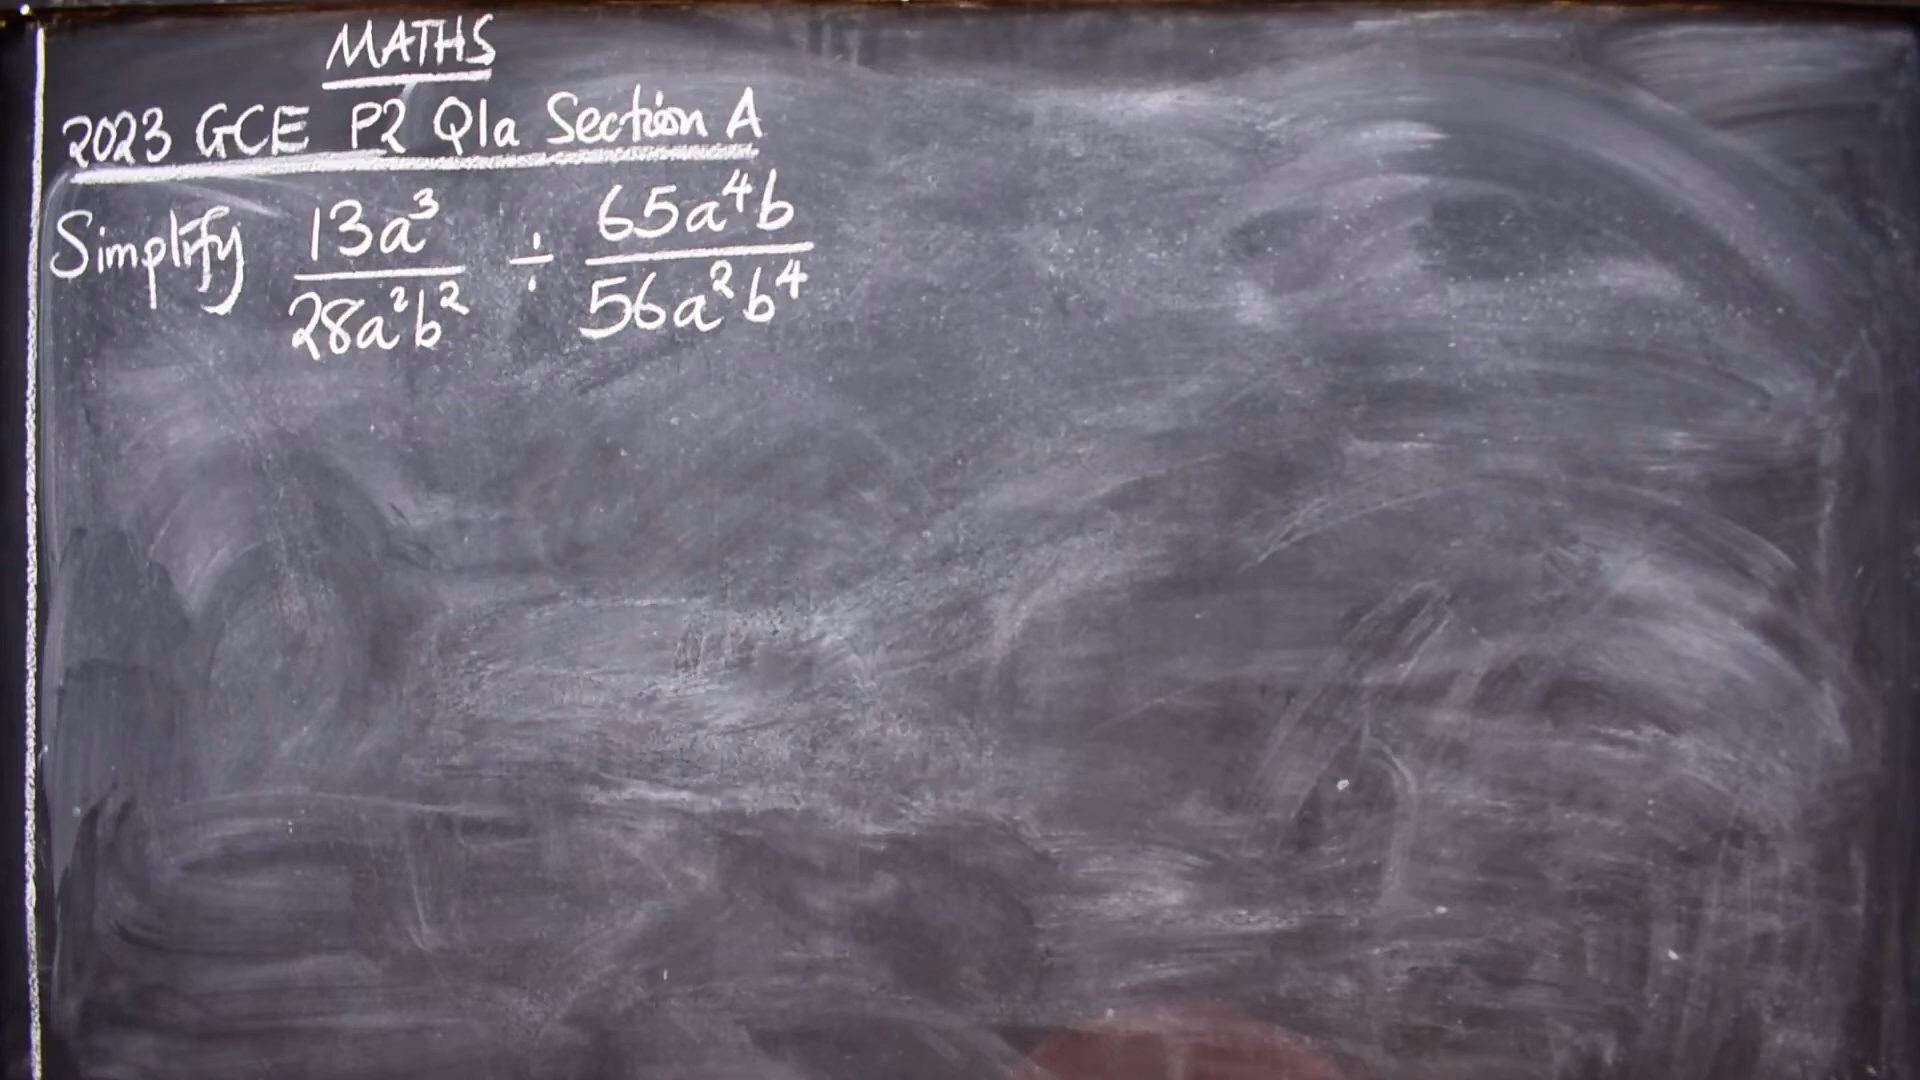 MATHS
2023 GCE P2 Q1a Section A
Simplify 13a³/28a²b² ÷ 65a⁴b/56a²b⁴